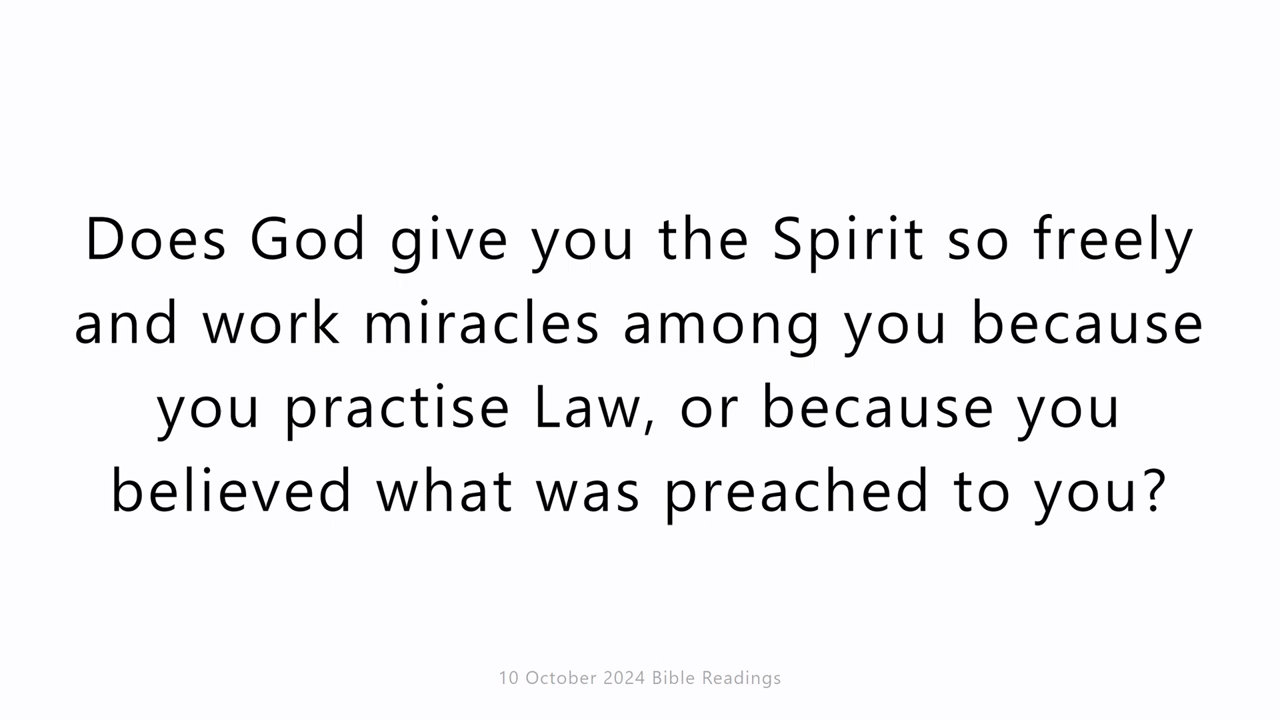 Does God give you the Spirit so freely
and work miracles among you because
you practise Law, or because you
believed what was preached to you?
10 October 2024 Bible Readings